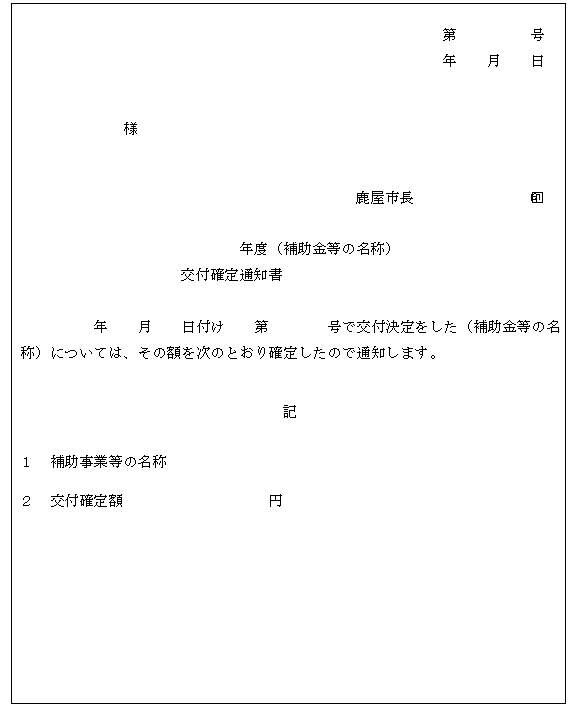 第　　　　　号
年　　月　　日
様
鹿屋市長　　　　　　　　印
年度（補助金等の名称）
交付確定通知書
年　　月　　日付け　　第　　　　号で交付決定をした（補助金等の名
称）については、その額を次のとおり確定したので通知します。
記
１　補助事業等の名称
２　交付確定額　　　　　　　　　　円